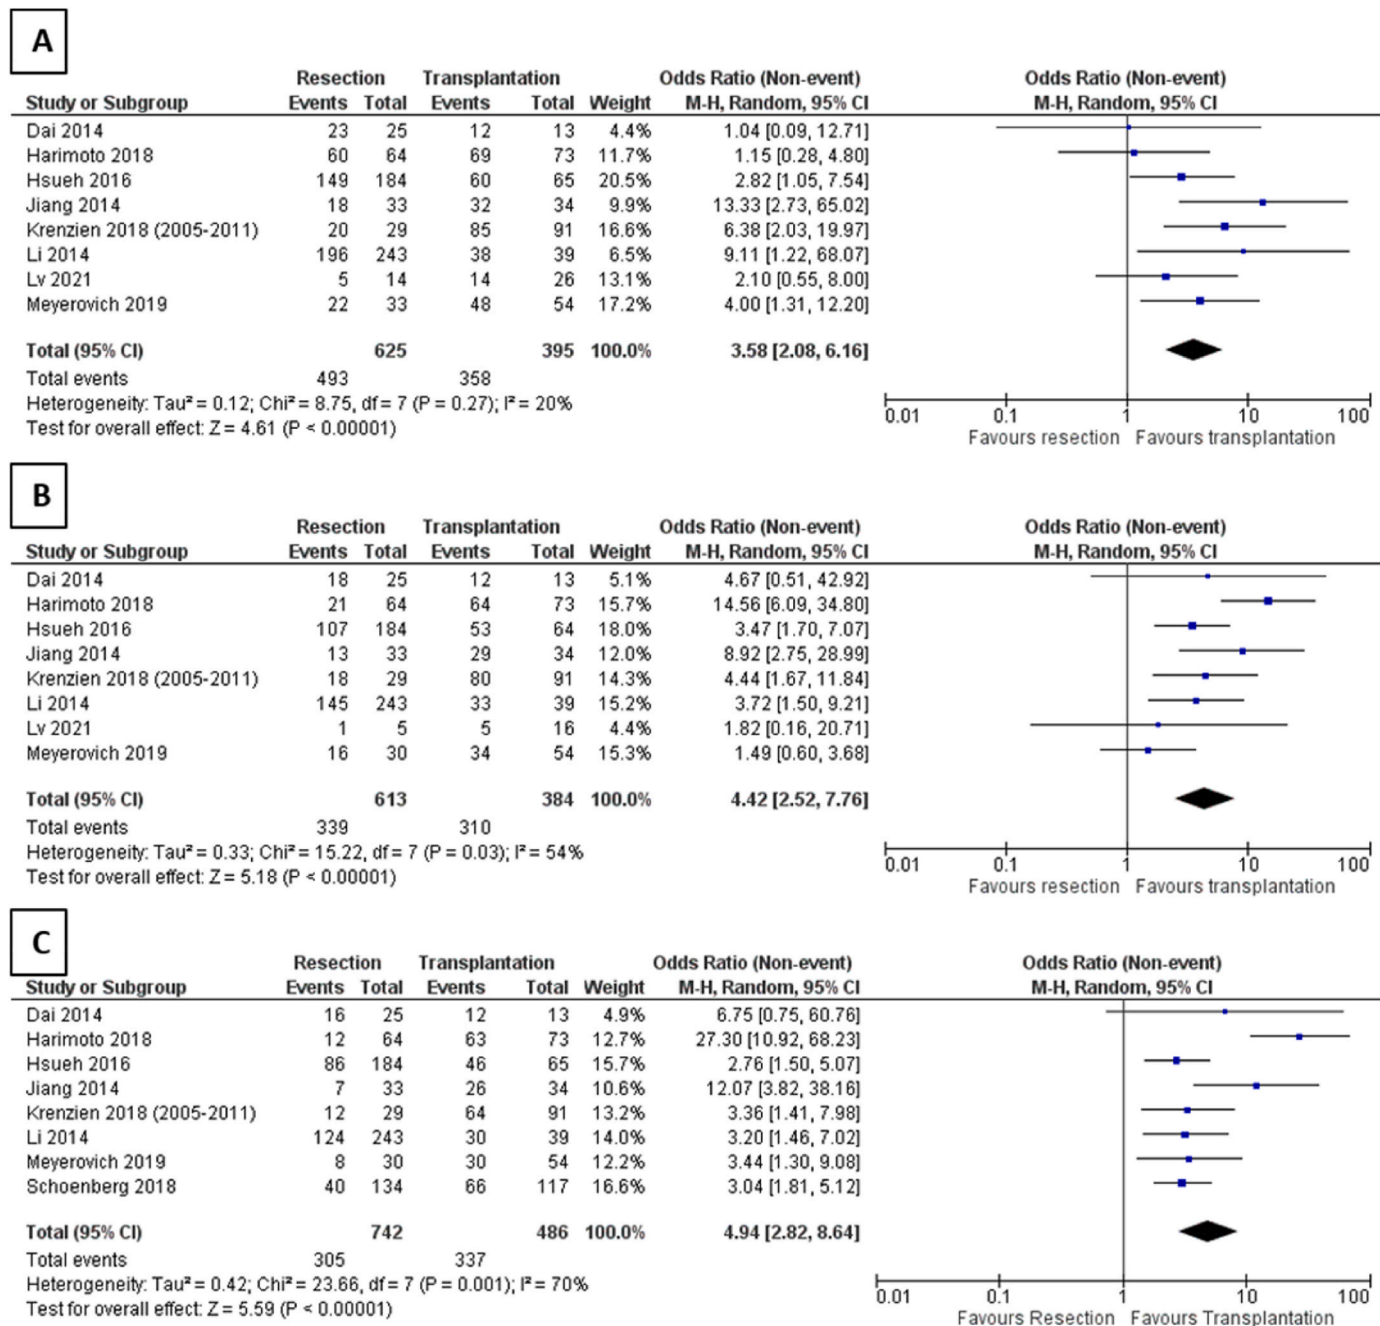 A
Resection Transplantation Odds Ratio (Non-event) Odds Ratio (Non-event)
Study or Subgroup Events Total Events Total Weight M-H, Random, 95% CI M-H, Random, 95% CI
Dai 2014 23 25 12 13 4.4% 1.04 [0.09, 12.71]
Harimoto 2018 60 64 69 73 11.7% 1.15 [0.28, 4.80]
Hsueh 2016 149 184 60 65 20.5% 2.82 [1.05, 7.54]
Jiang 2014 18 33 32 34 9.9% 13.33 [2.73, 65.02]
Krenzien 2018 (2005-2011) 20 29 85 91 16.6% 6.38 [2.03, 19.97]
Li 2014 196 243 38 39 6.5% 9.11 [1.22, 68.07]
Lv 2021 5 14 14 26 13.1% 2.10 [0.55, 8.00]
Meyerovich 2019 22 33 48 54 17.2% 4.00 [1.31, 12.20]
Total (95% CI) 625 395 100.0% 3.58 [2.08, 6.16]
Total events 493 358
Heterogeneity: Tau² = 0.12; Chi² = 8.75, df = 7 (P = 0.27); I² = 20%
Test for overall effect: Z = 4.61 (P < 0.00001)
0.01 0.1 1 10 100
Favours resection Favours transplantation
B
Resection Transplantation Odds Ratio (Non-event) Odds Ratio (Non-event)
Study or Subgroup Events Total Events Total Weight M-H, Random, 95% CI M-H, Random, 95% CI
Dai 2014 18 25 12 13 5.1% 4.67 [0.51, 42.92]
Harimoto 2018 21 64 64 73 15.7% 14.56 [6.09, 34.80]
Hsueh 2016 107 184 53 64 18.0% 3.47 [1.70, 7.07]
Jiang 2014 13 33 29 34 12.0% 8.92 [2.75, 28.99]
Krenzien 2018 (2005-2011) 18 29 80 91 14.3% 4.44 [1.67, 11.84]
Li 2014 145 243 33 39 15.2% 3.72 [1.50, 9.21]
Lv 2021 1 5 5 16 4.4% 1.82 [0.16, 20.71]
Meyerovich 2019 16 30 34 54 15.3% 1.49 [0.60, 3.68]
Total (95% CI) 613 384 100.0% 4.42 [2.52, 7.76]
Total events 339 310
Heterogeneity: Tau² = 0.33; Chi² = 15.22, df = 7 (P = 0.03); I² = 54%
Test for overall effect: Z = 5.18 (P < 0.00001)
0.01 0.1 1 10 100
Favours resection Favours transplantation
C
Resection Transplantation Odds Ratio (Non-event) Odds Ratio (Non-event)
Study or Subgroup Events Total Events Total Weight M-H, Random, 95% CI M-H, Random, 95% CI
Dai 2014 16 25 12 13 4.9% 6.75 [0.75, 60.76]
Harimoto 2018 12 64 63 73 12.7% 27.30 [10.92, 68.23]
Hsueh 2016 86 184 46 65 15.7% 2.76 [1.50, 5.07]
Jiang 2014 7 33 26 34 10.6% 12.07 [3.82, 38.16]
Krenzien 2018 (2005-2011) 12 29 64 91 13.2% 3.36 [1.41, 7.98]
Li 2014 124 243 30 39 14.0% 3.20 [1.46, 7.02]
Meyerovich 2019 8 30 30 54 12.2% 3.44 [1.30, 9.08]
Schoenberg 2018 40 134 66 117 16.6% 3.04 [1.81, 5.12]
Total (95% CI) 742 486 100.0% 4.94 [2.82, 8.64]
Total events 305 337
Heterogeneity: Tau² = 0.42; Chi² = 23.66, df = 7 (P = 0.001); I² = 70%
Test for overall effect: Z = 5.59 (P < 0.00001)
0.01 0.1 1 10 100
Favours Resection Favours Transplantation